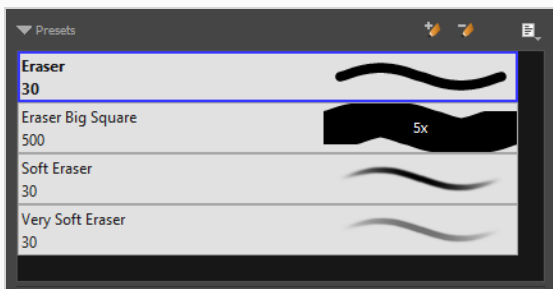 Presets
Eraser
30
Eraser Big Square
500
5x
Soft Eraser
30
Very Soft Eraser
30